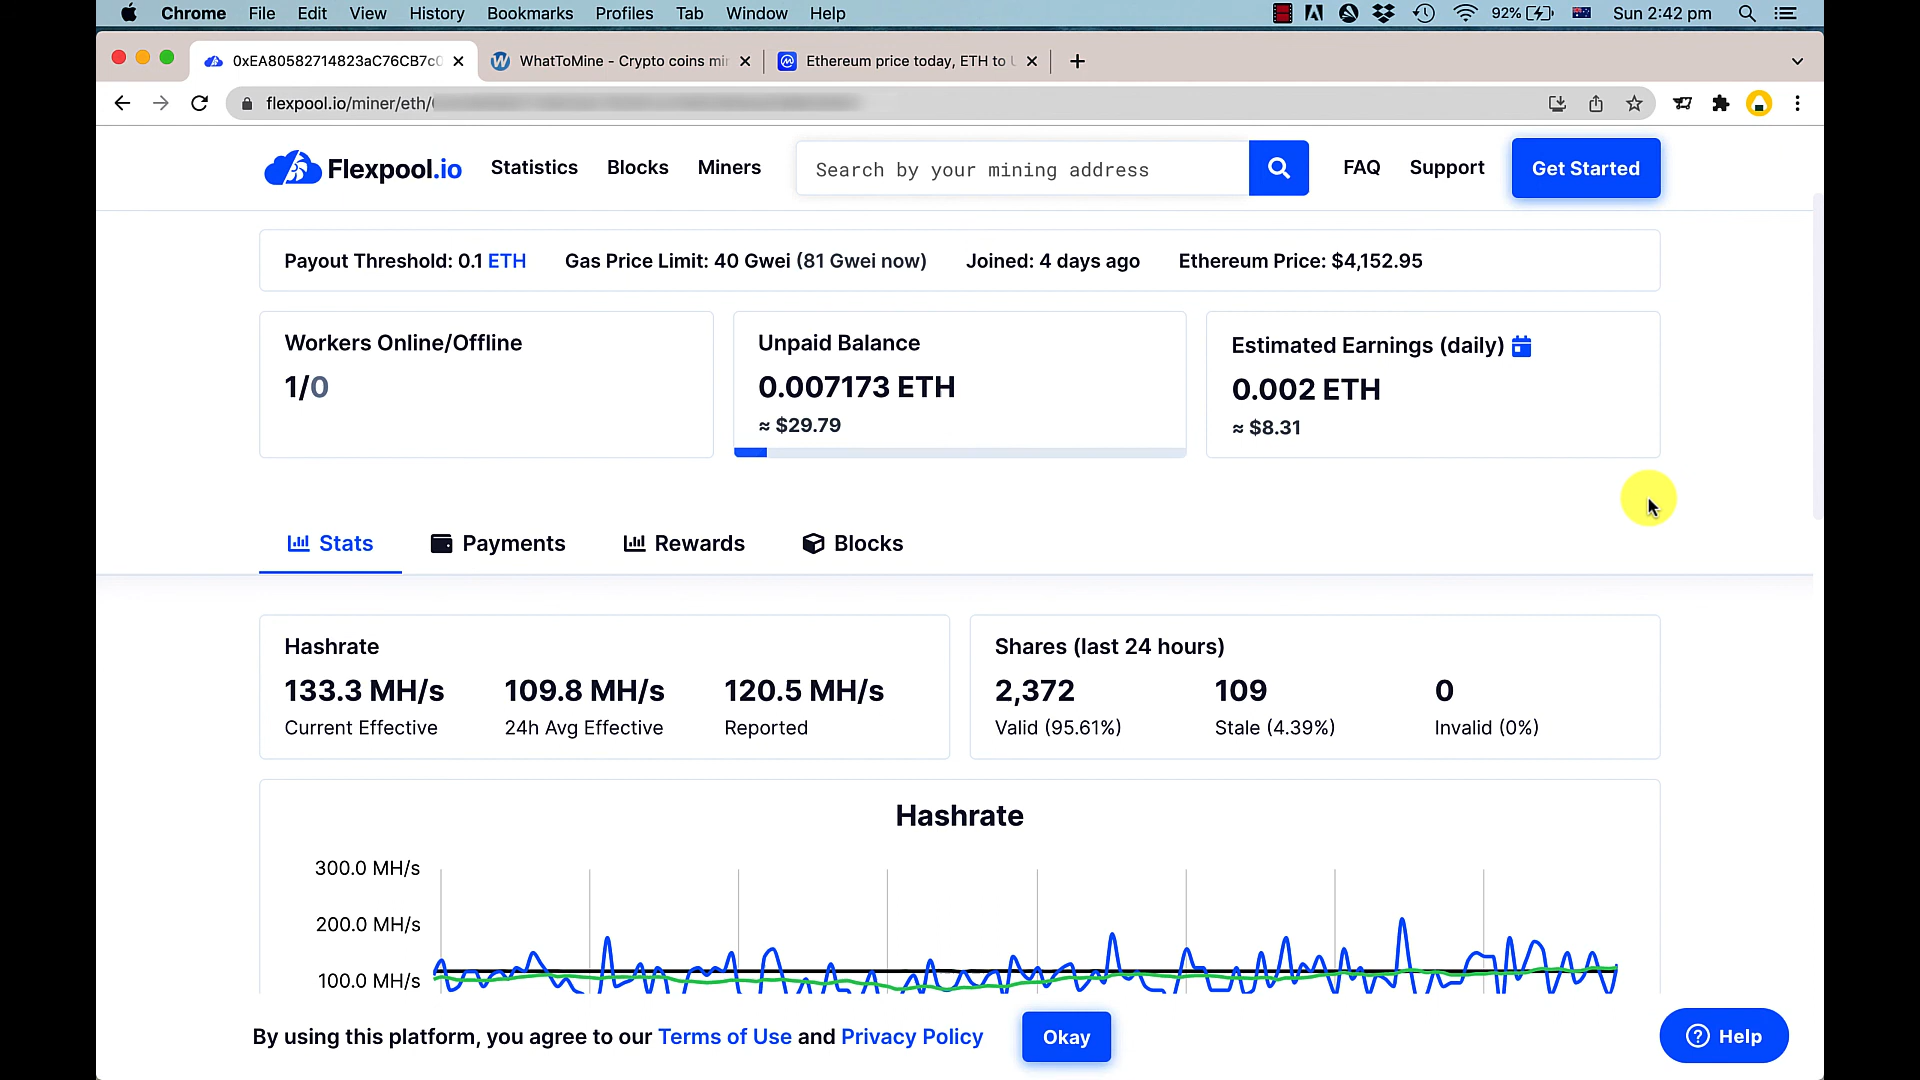 Chrome File Edit View History Bookmarks Profiles Tab Window Help 92% Sun 2:42 pm
0xEA80582714823aC76CB7c0 WhatToMine - Crypto coins mi Ethereum price today, ETH to
flexpool.io/miner/eth/
Flexpool.io Statistics Blocks Miners Search by your mining address FAQ Support Get Started
Payout Threshold: 0.1 ETH Gas Price Limit: 40 Gwei (81 Gwei now) Joined: 4 days ago Ethereum Price: $4,152.95
Workers Online/Offline Unpaid Balance Estimated Earnings (daily)
1/0 0.007173 ETH 0.002 ETH
≈ $29.79 ≈ $8.31
Stats Payments Rewards Blocks
Hashrate Shares (last 24 hours)
133.3 MH/s 109.8 MH/s 120.5 MH/s 2,372 109 0
Current Effective 24h Avg Effective Reported Valid (95.61%) Stale (4.39%) Invalid (0%)
Hashrate
300.0 MH/s
200.0 MH/s
100.0 MH/s
By using this platform, you agree to our Terms of Use and Privacy Policy Okay Help